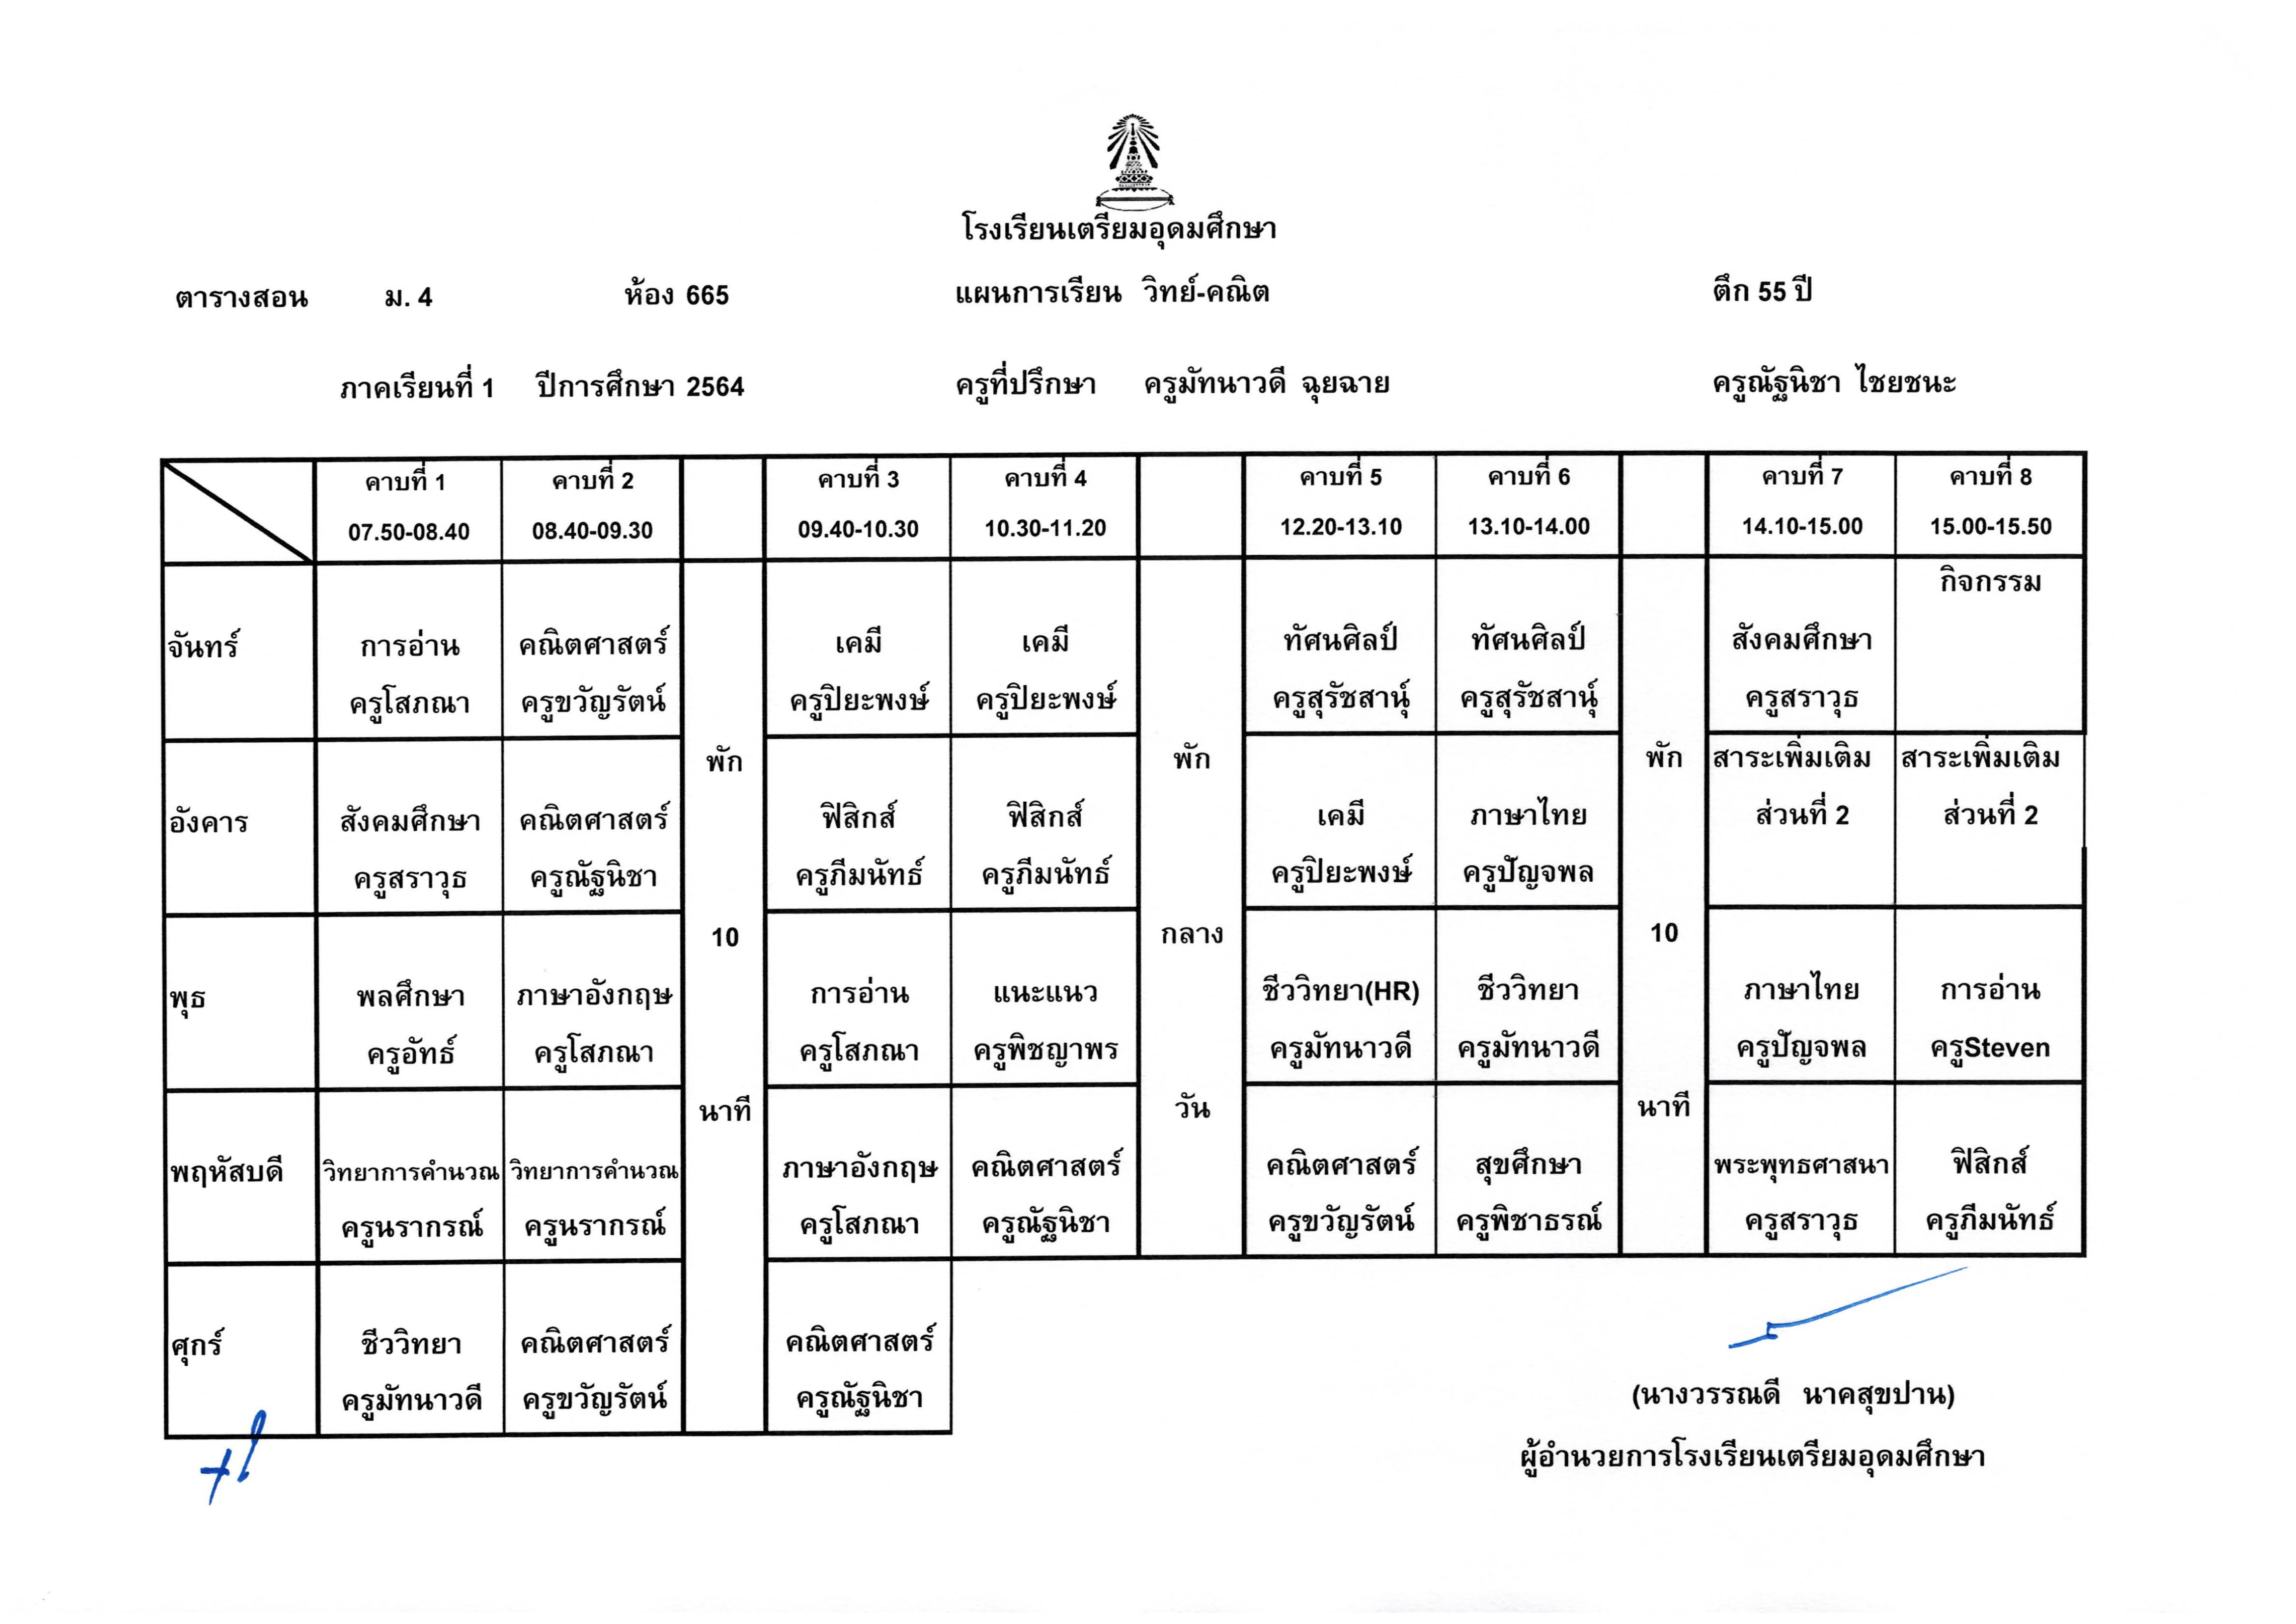 โรงเรียนเตรียมอุดมศึกษา
ตารางสอน ม. 4 ห้อง 665 แผนการเรียน วิทย์-คณิต ตึก 55 ปี
ภาคเรียนที่ 1 ปีการศึกษา 2564 ครูที่ปรึกษา ครูมัทนาวดี ฉุยฉาย ครูณัฐนิชา ไชยชนะ
คาบที่ 1 คาบที่ 2 คาบที่ 3 คาบที่ 4 คาบที่ 5 คาบที่ 6 คาบที่ 7 คาบที่ 8
07.50-08.40 08.40-09.30 09.40-10.30 10.30-11.20 12.20-13.10 13.10-14.00 14.10-15.00 15.00-15.50
กิจกรรม
จันทร์ การอ่าน คณิตศาสตร์ เคมี เคมี ทัศนศิลป์ ทัศนศิลป์ สังคมศึกษา
ครูโสภณา ครูขวัญรัตน์ ครูปิยะพงษ์ ครูปิยะพงษ์ ครูสุรัชสานุ์ ครูสุรัชสานุ์ ครูสราวุธ
พัก พัก พัก สาระเพิ่มเติม สาระเพิ่มเติม
อังคาร สังคมศึกษา คณิตศาสตร์ ฟิสิกส์ ฟิสิกส์ เคมี ภาษาไทย ส่วนที่ 2 ส่วนที่ 2
ครูสราวุธ ครูณัฐนิชา ครูภีมนัทธ์ ครูภีมนัทธ์ ครูปิยะพงษ์ ครูปัญจพล
10 กลาง 10
พุธ พลศึกษา ภาษาอังกฤษ การอ่าน แนะแนว ชีววิทยา(HR) ชีววิทยา ภาษาไทย การอ่าน
ครูอัทธ์ ครูโสภณา ครูโสภณา ครูพิชญาพร ครูมัทนาวดี ครูมัทนาวดี ครูปัญจพล ครูSteven
นาที วัน นาที
พฤหัสบดี วิทยาการคำนวณ วิทยาการคำนวณ ภาษาอังกฤษ คณิตศาสตร์ คณิตศาสตร์ สุขศึกษา พระพุทธศาสนา ฟิสิกส์
ครูนรากรณ์ ครูนรากรณ์ ครูโสภณา ครูณัฐนิชา ครูขวัญรัตน์ ครูพิชาธรณ์ ครูสราวุธ ครูภีมนัทธ์
ศุกร์ ชีววิทยา คณิตศาสตร์ คณิตศาสตร์
ครูมัทนาวดี ครูขวัญรัตน์ ครูณัฐนิชา
(นางวรรณดี นาคสุขปาน)
ผู้อำนวยการโรงเรียนเตรียมอุดมศึกษา